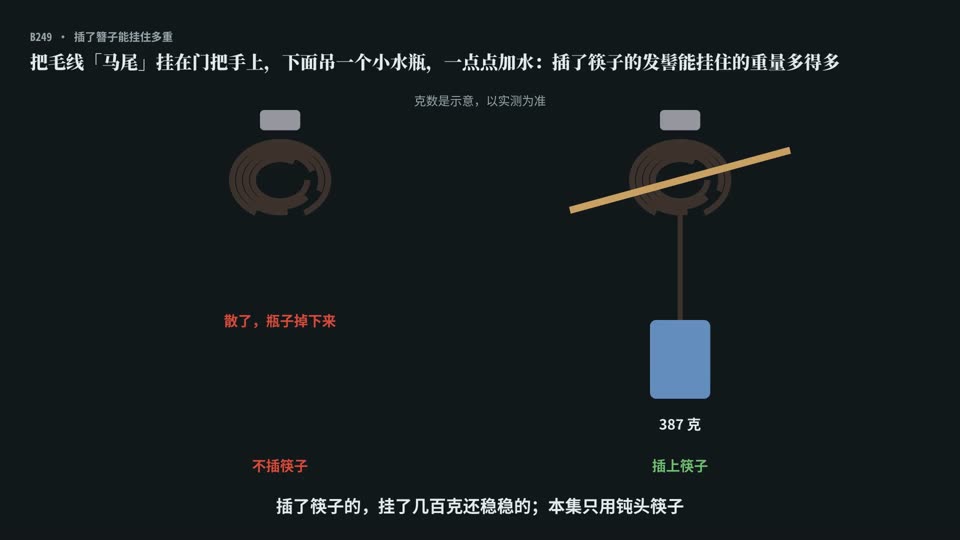 B249 · 插了簪子能挂住多重
把毛线「马尾」挂在门把手上，下面吊一个小水瓶，一点点加水：插了筷子的发髻能挂住的重量多得多
克数是示意，以实测为准
散了，瓶子掉下来
387 克
不插筷子
插上筷子
插了筷子的，挂了几百克还稳稳的；本集只用钝头筷子